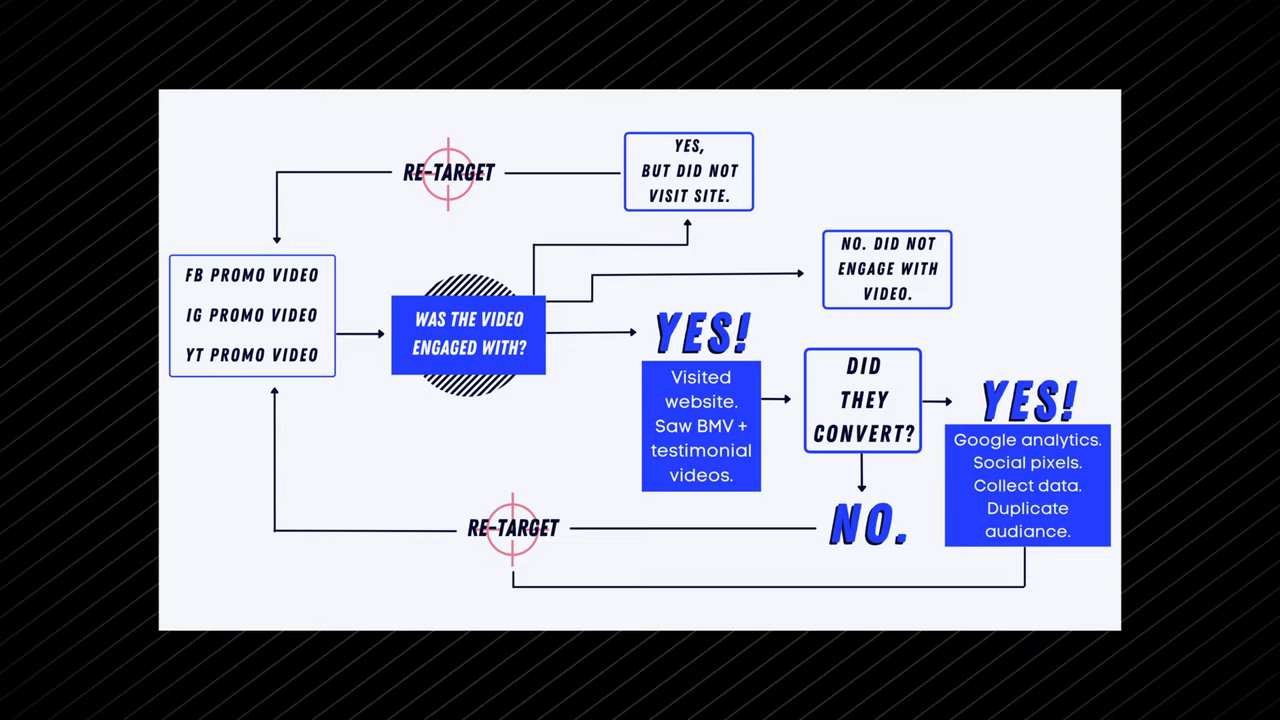 YES,
BUT DID NOT
VISIT SITE.
RE-TARGET
NO. DID NOT
ENGAGE WITH
VIDEO.
FB PROMO VIDEO
IG PROMO VIDEO
YT PROMO VIDEO
WAS THE VIDEO
ENGAGED WITH?
YES!
Visited
website.
Saw BMV +
testimonial
videos.
DID
THEY
CONVERT?
YES!
Google analytics.
Social pixels.
Collect data.
Duplicate
audiance.
NO.
RE-TARGET